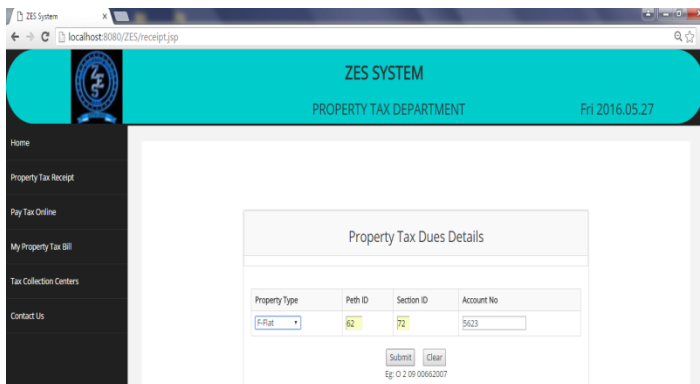 ZES System
localhost:8080/ZES/receipt.jsp
ZES
ZES SYSTEM
PROPERTY TAX DEPARTMENT
Fri 2016.05.27
Home
Property Tax Receipt
Pay Tax Online
My Property Tax Bill
Tax Collection Centers
Contact Us
Property Tax Dues Details
Property Type Peth ID Section ID Account No
F-Flat 62 72 5623
Submit Clear
Eg: O 2 09 00662007